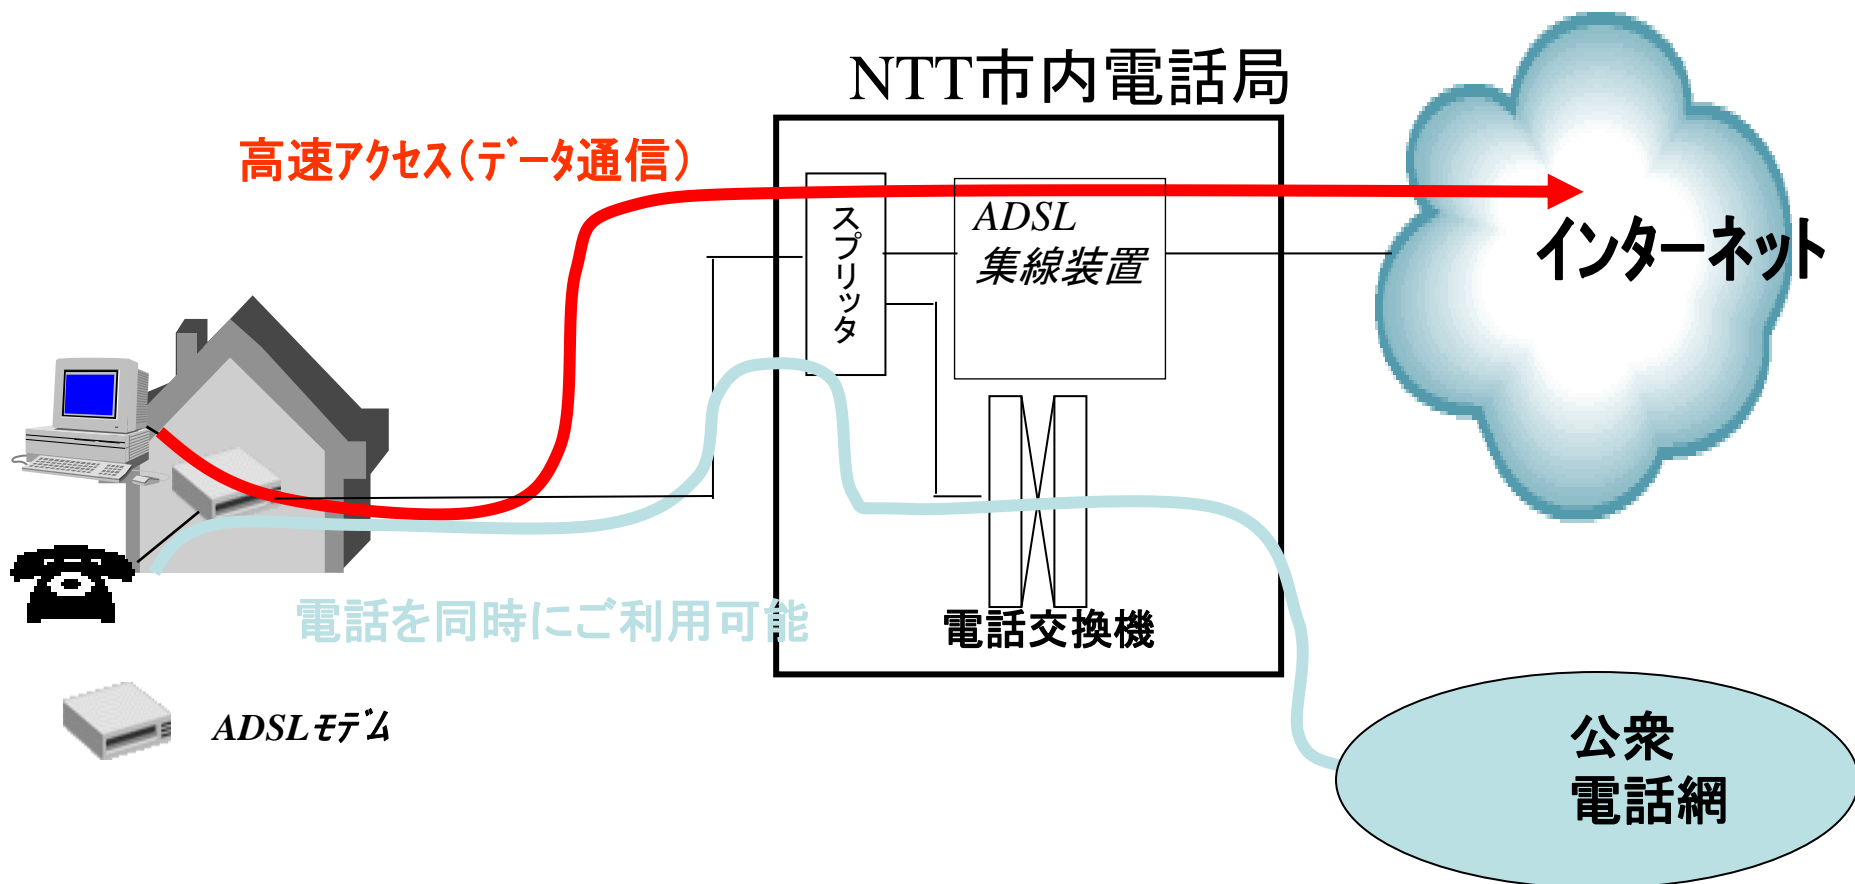 NTT市内電話局
高速アクセス(データ通信)
スプリッタ
ADSL
集線装置
インターネット
電話を同時にご利用可能
電話交換機
ADSLモデム
公衆
電話網